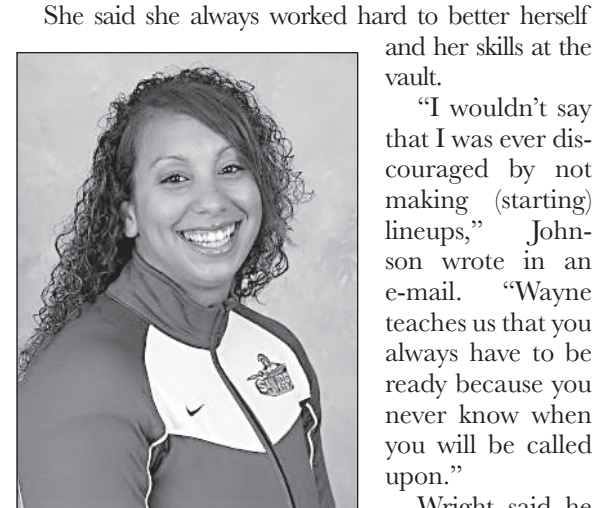 She said she always worked hard to better herself
and her skills at the
vault.
“I wouldn’t say
that I was ever dis-
couraged by not
making (starting)
lineups,” John-
son wrote in an
e-mail. “Wayne
teaches us that you
always have to be
ready because you
never know when
you will be called
upon.”
Wright said he